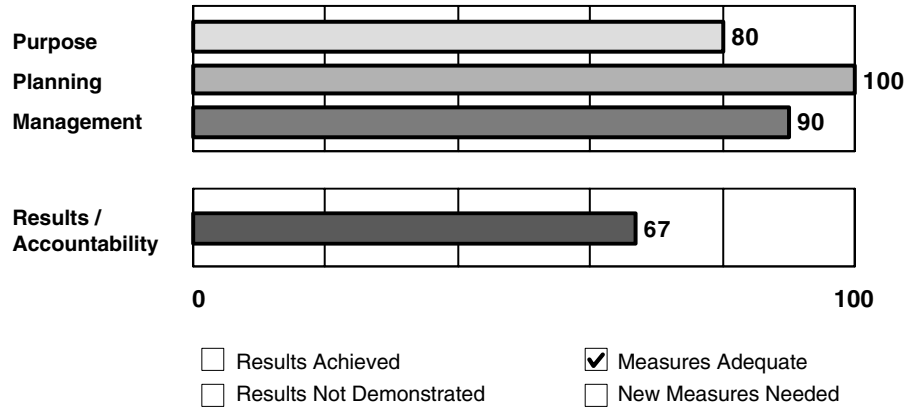 Purpose 80
Planning 100
Management 90
Results /
Accountability 67
0 100
Results Achieved ✔ Measures Adequate
Results Not Demonstrated New Measures Needed